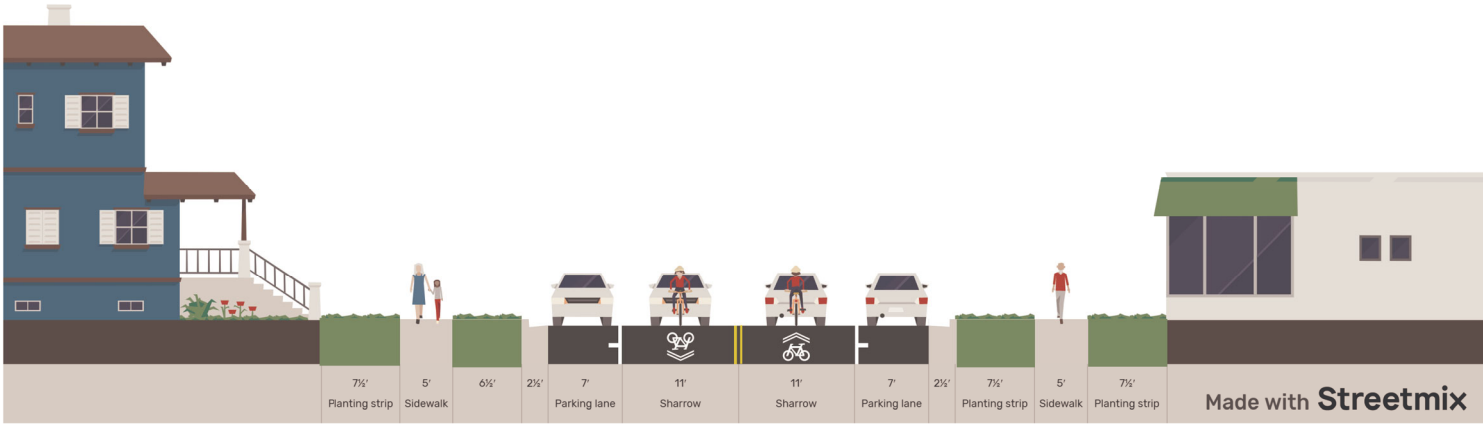 7½′ 5′ 6½′ 2½′ 7′ 11′ 11′ 7′ 2½′ 7½′ 5′ 7½′
Planting strip Sidewalk Parking lane Sharrow Sharrow Parking lane Planting strip Sidewalk Planting strip
Made with Streetmix